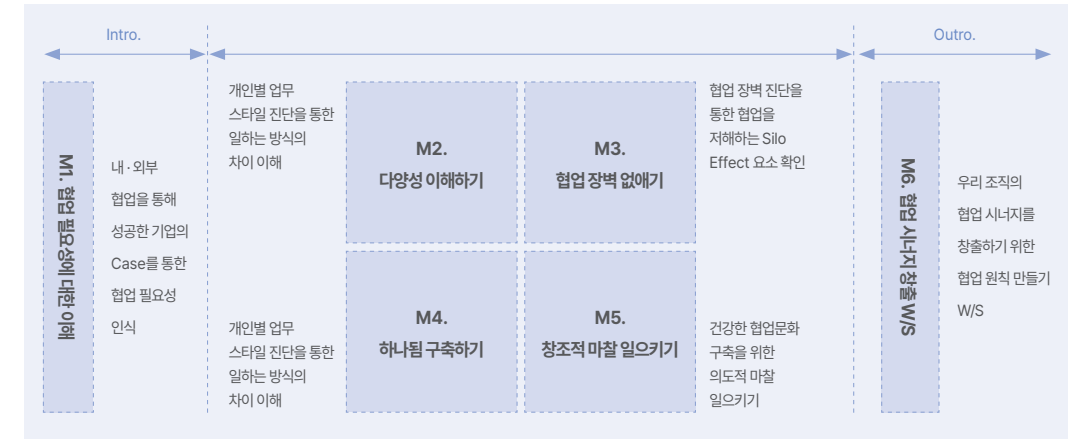 Intro.
Outro.
M1. 협업 필요성에 대한 이해
내 · 외부
협업을 통해
성공한 기업의
Case를 통한
협업 필요성
인식
개인별 업무
스타일 진단을 통한
일하는 방식의
차이 이해
M2.
다양성 이해하기
M3.
협업 장벽 없애기
협업 장벽 진단을
통한 협업을
저해하는 Silo
Effect 요소 확인
개인별 업무
스타일 진단을 통한
일하는 방식의
차이 이해
M4.
하나됨 구축하기
M5.
창조적 마찰 일으키기
건강한 협업문화
구축을 위한
의도적 마찰
일으키기
M6. 협업 시너지 창출 W/S
우리 조직의
협업 시너지를
창출하기 위한
협업 원칙 만들기
W/S